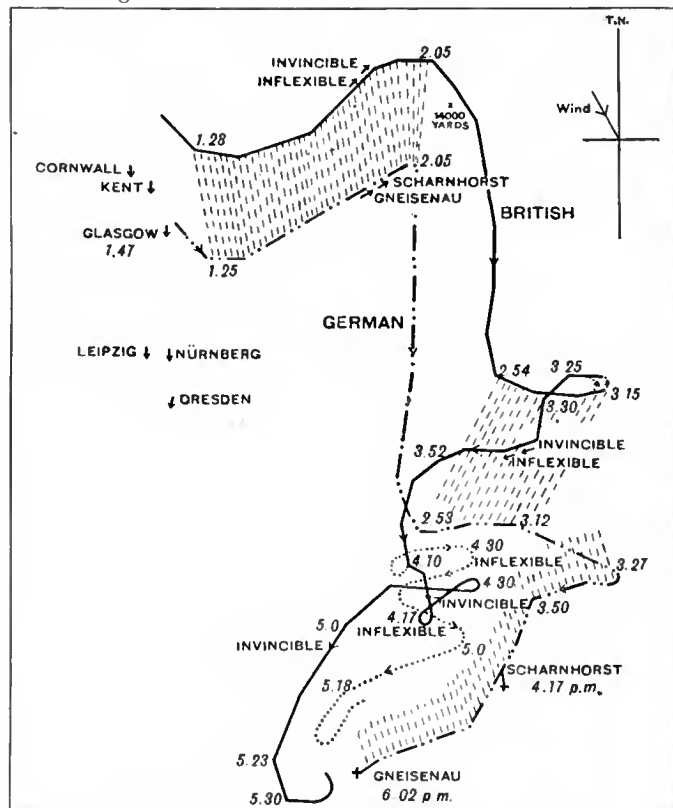 T.N.
2.05
INVINCIBLE
INFLEXIBLE
14000
YARDS
Wind
1.28
CORNWALL
KENT
2.05
SCHARNHORST
GNEISENAU
BRITISH
GLASGOW
1.47
1.25
GERMAN
LEIPZIG
NÜRNBERG
DRESDEN
2.54
3.25
3.15
3.30
3.52
INVINCIBLE
INFLEXIBLE
2.53
3.12
4.30
4.10
INFLEXIBLE
3.27
4.30
INVINCIBLE
3.50
4.17
INFLEXIBLE
5.0
INVINCIBLE
5.0
SCHARNHORST
4.17 p.m.
5.18
5.23
GNEISENAU
6.02 p m.
5.30